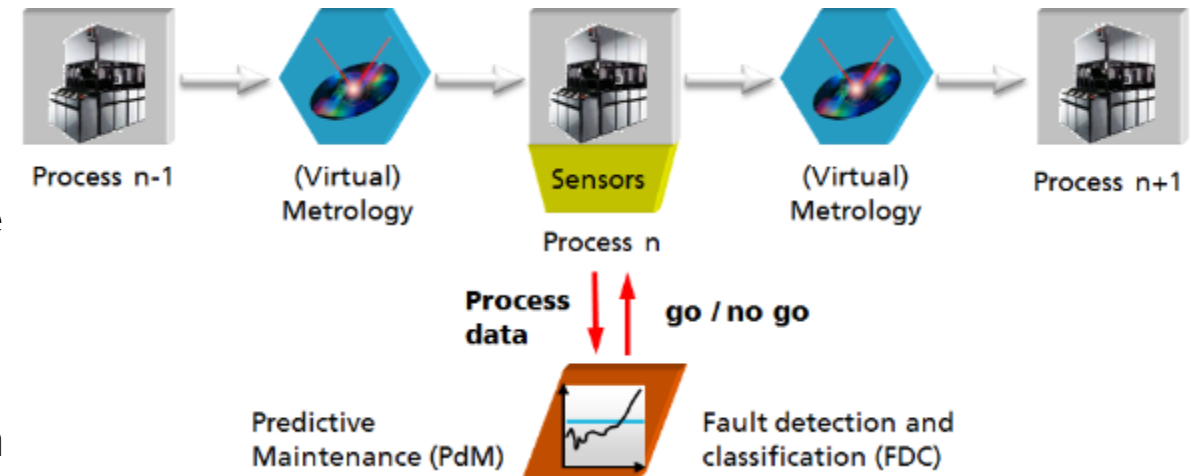 Process n-1
(Virtual)
Metrology
Sensors
Process n
(Virtual)
Metrology
Process n+1
Process
data
go / no go
Predictive
Maintenance (PdM)
Fault detection and
classification (FDC)